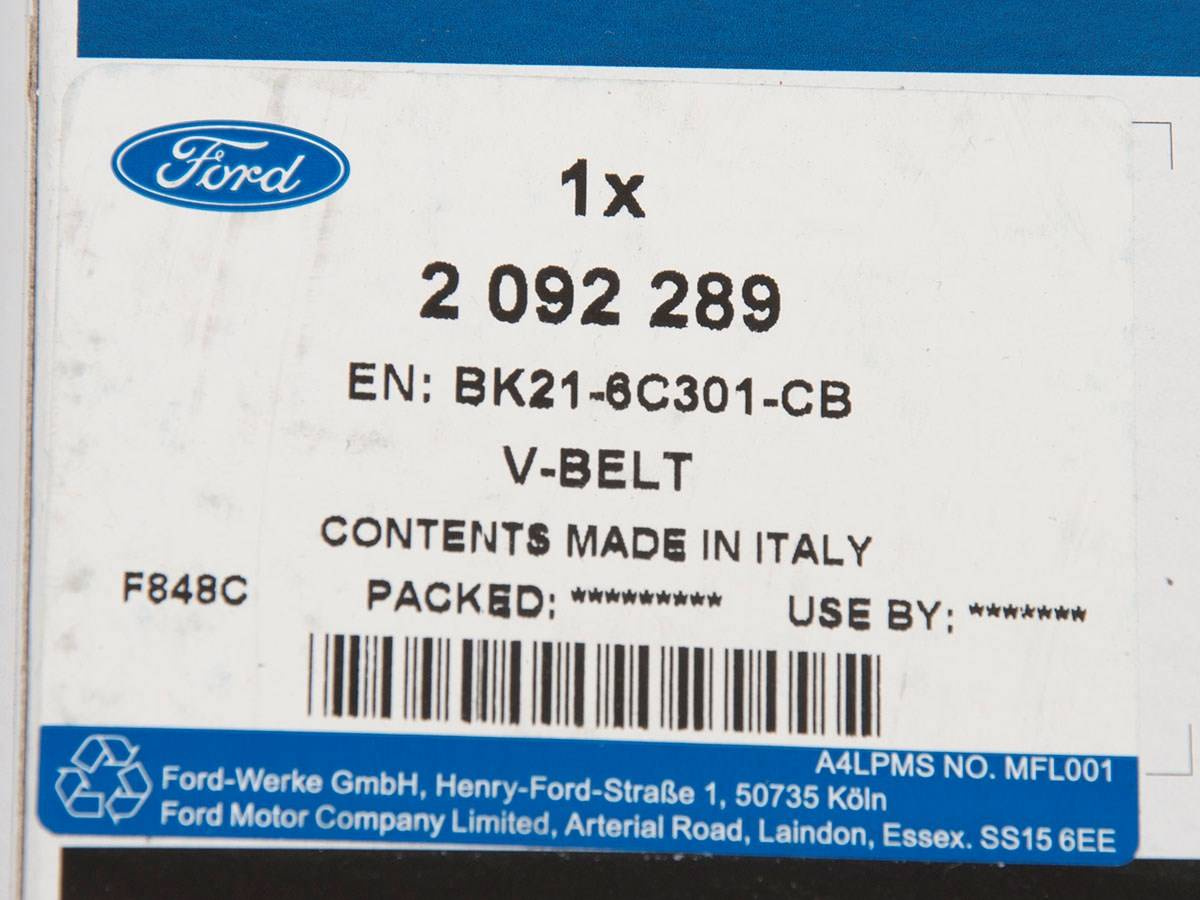 Ford
1x
2 092 289
EN: BK21-6C301-CB
V-BELT
CONTENTS MADE IN ITALY
F848C PACKED: ********* USE BY: *******
A4LPMS NO. MFL001
Ford-Werke GmbH, Henry-Ford-Straße 1, 50735 Köln
Ford Motor Company Limited, Arterial Road, Laindon, Essex. SS15 6EE